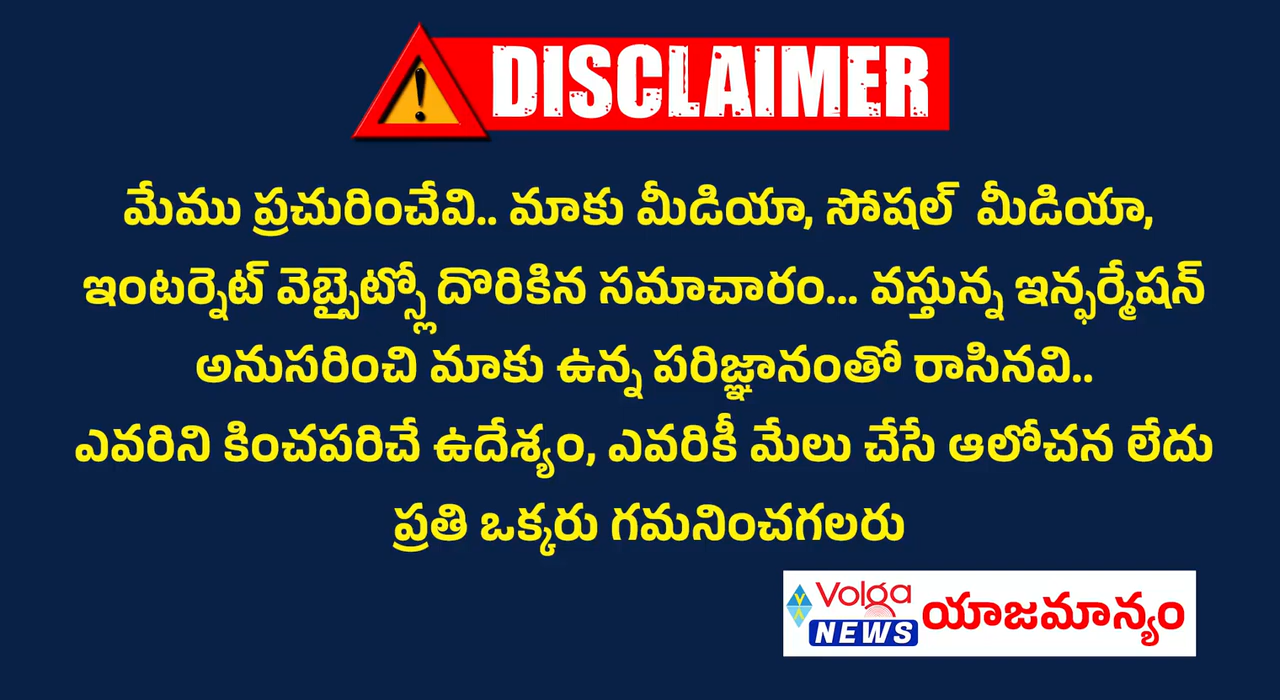 DISCLAIMER
మేము ప్రచురించేవి.. మాకు మీడియా, సోషల్ మీడియా,
ఇంటర్నెట్ వెబ్సైట్స్లో దొరికిన సమాచారం... వస్తున్న ఇన్ఫర్మేషన్
అనుసరించి మాకు ఉన్న పరిజ్ఞానంతో రాసినవి..
ఎవరిని కించపరిచే ఉదేశ్యం, ఎవరికీ మేలు చేసే ఆలోచన లేదు
ప్రతి ఒక్కరు గమనించగలరు
Volga NEWS యాజమాన్యం